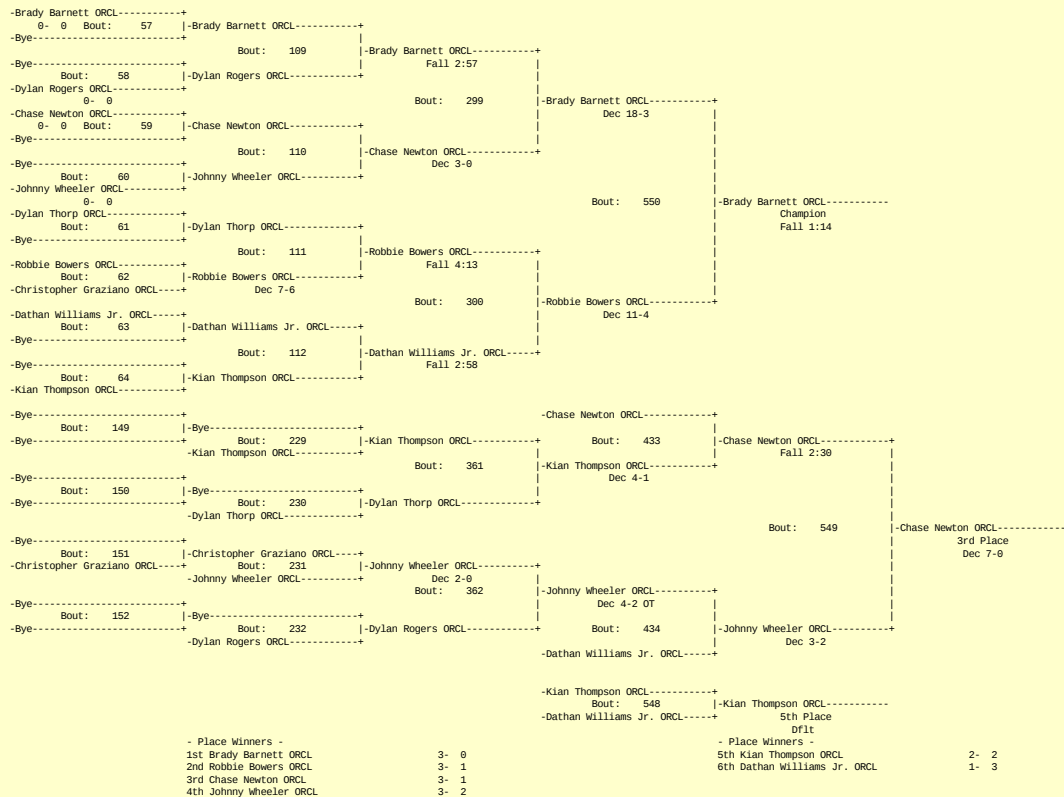 -Brady Barnett ORCL-----------+
0-  0   Bout:     57      |-Brady Barnett ORCL-----------+
-Bye--------------------------+                              |
Bout:   109          |-Brady Barnett ORCL-----------+
-Bye--------------------------+                              |          Fall 2:57               |
Bout:     58          |-Dylan Rogers ORCL------------+                              |
-Dylan Rogers ORCL------------+                                                             |
0-  0                                                    Bout:    299          |-Brady Barnett ORCL-----------+
-Chase Newton ORCL------------+                                                             |          Dec 18-3               |
0-  0   Bout:     59      |-Chase Newton ORCL------------+                              |
-Bye--------------------------+                              |                              |
Bout:   110          |-Chase Newton ORCL------------+
-Bye--------------------------+                              |           Dec 3-0
Bout:     60          |-Johnny Wheeler ORCL----------+
-Johnny Wheeler ORCL----------+
0-  0                                                                                  Bout:    550          |-Brady Barnett ORCL-----------
-Dylan Thorp ORCL-------------+                                                                                                            Champion
Bout:     61          |-Dylan Thorp ORCL-------------+                                                                             Fall 1:14
-Bye--------------------------+                              |
Bout:   111          |-Robbie Bowers ORCL-----------+
-Robbie Bowers ORCL-----------+                              |          Fall 4:13               |
Bout:     62          |-Robbie Bowers ORCL-----------+                              |
-Christopher Graziano ORCL----+          Dec 7-6                                            |
Bout:    300          |-Robbie Bowers ORCL-----------+
-Dathan Williams Jr. ORCL-----+                                                             |          Dec 11-4
Bout:     63          |-Dathan Williams Jr. ORCL-----+                              |
-Bye--------------------------+                              |                              |
Bout:   112          |-Dathan Williams Jr. ORCL-----+
-Bye--------------------------+                              |          Fall 2:58
Bout:     64          |-Kian Thompson ORCL-----------+
-Kian Thompson ORCL-----------+
-Bye--------------------------+                                                             -Chase Newton ORCL------------+
Bout:    149          |-Bye--------------------------+                                                              |
-Bye--------------------------+         Bout:    229         |-Kian Thompson ORCL-----------+         Bout:    433          |-Chase Newton ORCL------------+
-Kian Thompson ORCL-----------+                              |                              |          Fall 2:30               |
Bout:    361          |-Kian Thompson ORCL-----------+                              |
-Bye--------------------------+                                                             |           Dec 4-1
Bout:    150          |-Bye--------------------------+                              |
-Bye--------------------------+         Bout:    230         |-Dylan Thorp ORCL-------------+
-Dylan Thorp ORCL-------------+                                                                              Bout:    549          |-Chase Newton ORCL------------
-Bye--------------------------+                                                                                                                              3rd Place
Bout:    151          |-Christopher Graziano ORCL----+                                                                                                 Dec 7-0
-Christopher Graziano ORCL----+         Bout:    231         |-Johnny Wheeler ORCL----------+
-Johnny Wheeler ORCL----------+           Dec 2-0                |
Bout:    362          |-Johnny Wheeler ORCL----------+
-Bye--------------------------+                                                             |          Dec 4-2 OT              |
Bout:    152          |-Bye--------------------------+                              |                              |
-Bye--------------------------+         Bout:    232         |-Dylan Rogers ORCL------------+         Bout:    434          |-Johnny Wheeler ORCL----------+
-Dylan Rogers ORCL------------+                                                             |           Dec 3-2
-Dathan Williams Jr. ORCL-----+
-Kian Thompson ORCL-----------+
Bout:    548          |-Kian Thompson ORCL-----------
-Dathan Williams Jr. ORCL-----+          5th Place
Dflt
- Place Winners -                                                                           - Place Winners -
1st Brady Barnett ORCL                     3-  0                                            5th Kian Thompson ORCL                     2-  2
2nd Robbie Bowers ORCL                     3-  1                                            6th Dathan Williams Jr. ORCL               1-  3
3rd Chase Newton ORCL                      3-  1
4th Johnny Wheeler ORCL                    3-  2